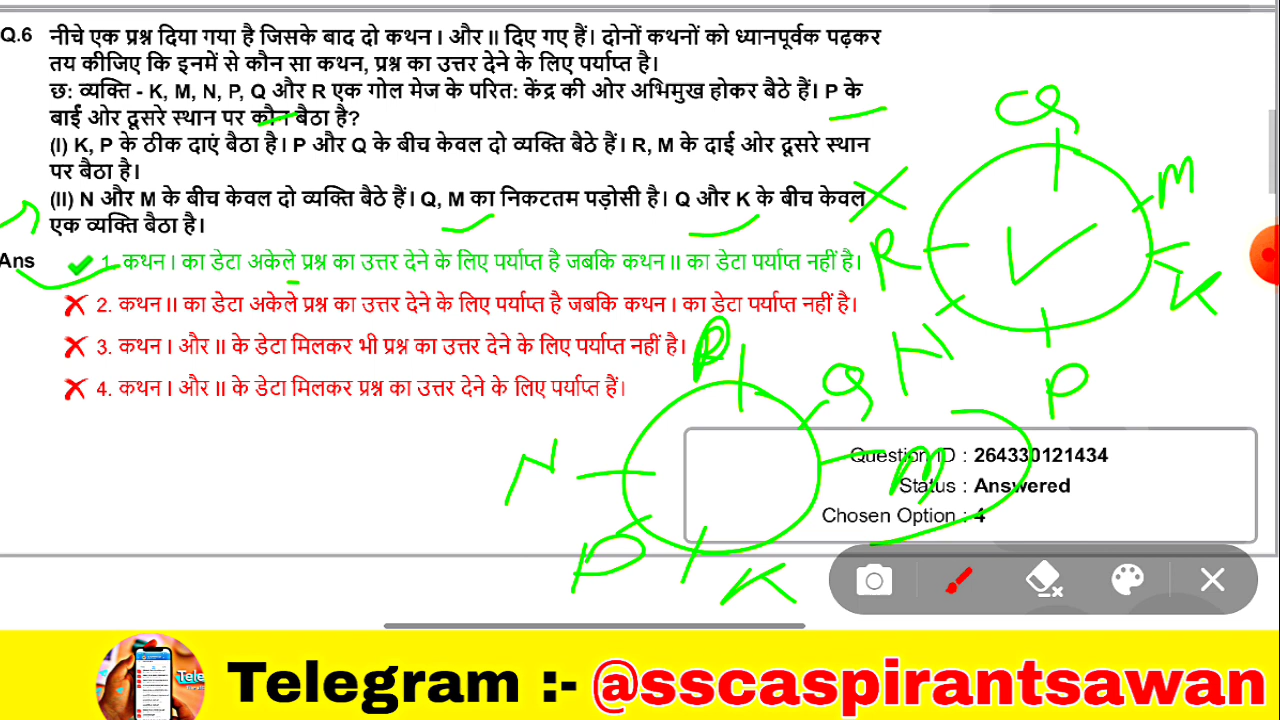 Q.6 नीचे एक प्रश्न दिया गया है जिसके बाद दो कथन I और II दिए गए हैं। दोनों कथनों को ध्यानपूर्वक पढ़कर
तय कीजिए कि इनमें से कौन सा कथन, प्रश्न का उत्तर देने के लिए पर्याप्त है।
छ: व्यक्ति - K, M, N, P, Q और R एक गोल मेज के परित: केंद्र की ओर अभिमुख होकर बैठे हैं। P के
बाईं ओर दूसरे स्थान पर कौन बैठा है?
(I) K, P के ठीक दाएं बैठा है। P और Q के बीच केवल दो व्यक्ति बैठे हैं। R, M के दाईं ओर दूसरे स्थान
पर बैठा है।
(II) N और M के बीच केवल दो व्यक्ति बैठे हैं। Q, M का निकटतम पड़ोसी है। Q और K के बीच केवल
एक व्यक्ति बैठा है।
Ans 1. कथन I का डेटा अकेले प्रश्न का उत्तर देने के लिए पर्याप्त है जबकि कथन II का डेटा पर्याप्त नहीं है।
2. कथन II का डेटा अकेले प्रश्न का उत्तर देने के लिए पर्याप्त है जबकि कथन I का डेटा पर्याप्त नहीं है।
3. कथन I और II के डेटा मिलकर भी प्रश्न का उत्तर देने के लिए पर्याप्त नहीं है।
4. कथन I और II के डेटा मिलकर प्रश्न का उत्तर देने के लिए पर्याप्त हैं।
Q
M
R
K
N
P
Q
N
M
P
K
Question ID : 264330121434
Status : Answered
Chosen Option : 4
Telegram :- @sscaspirantsawan